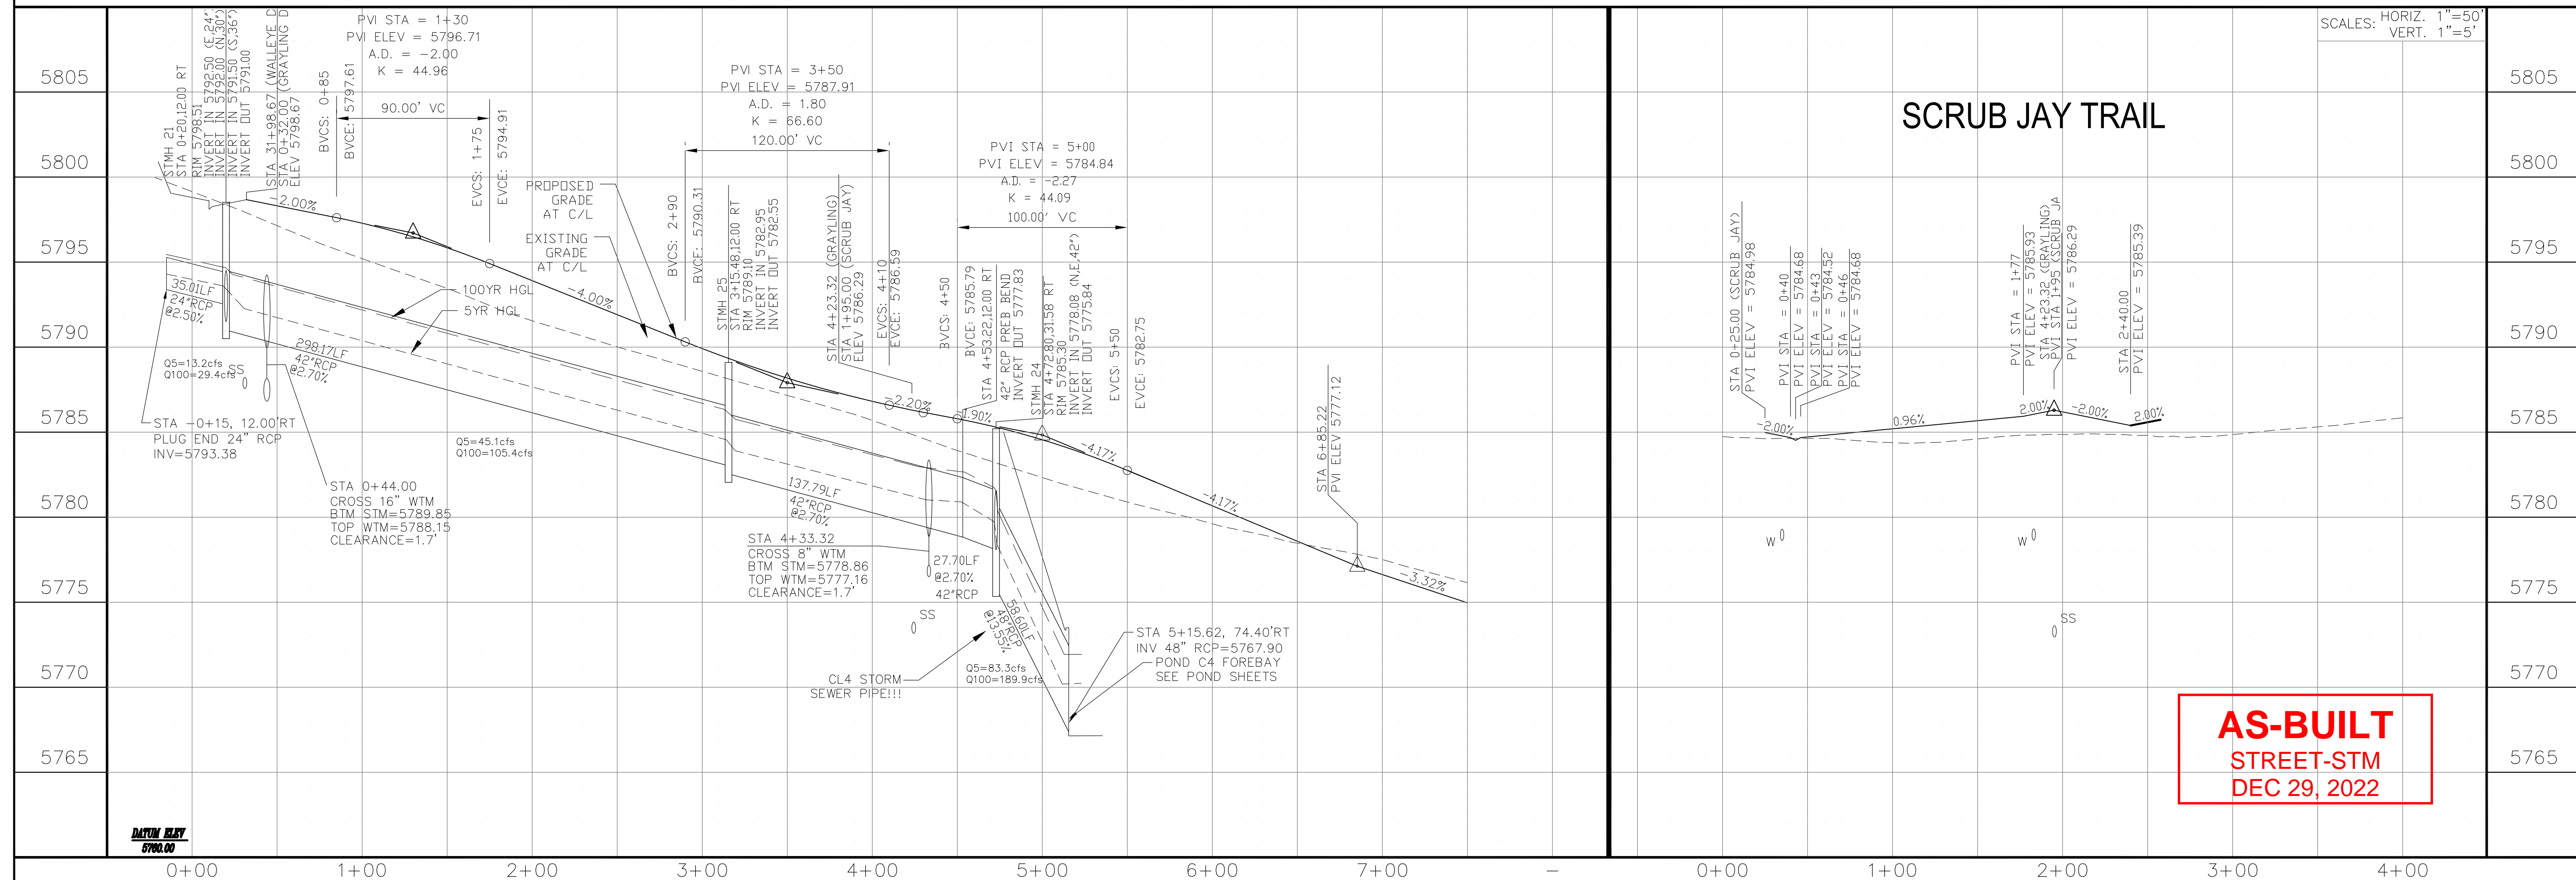 SCALES: HORIZ. 1"=50'
VERT. 1"=5'
5805
5800
5795
5790
5785
5780
5775
5770
5765
STMH 21
STA 0+20,12.00 RT
RIM 5798.51
INVERT IN 5792.50 (E,24"
INVERT IN 5792.00 (N,30")
INVERT IN 5791.50 (S,36")
INVERT OUT 5791.00
STA 31+98.67 (WALLEYE D
STA 0+32.00 (GRAYLING D
ELEV 5798.67
BVCS: 0+85
BVCE: 5797.61
PVI STA = 1+30
PVI ELEV = 5796.71
A.D. = -2.00
K = 44.96
90.00' VC
EVCS: 1+75
EVCE: 5794.91
PROPOSED
GRADE
AT C/L
EXISTING
GRADE
AT C/L
BVCS: 2+90
BVCE: 5790.31
PVI STA = 3+50
PVI ELEV = 5787.91
A.D. = 1.80
K = 66.60
120.00' VC
STMH 25
STA 3+15.48,12.00 RT
RIM 5789.10
INVERT IN 5782.95
INVERT OUT 5782.55
STA 4+23.32 (GRAYLING)
STA 1+95.00 (SCRUB JAY)
ELEV 5786.29
EVCS: 4+10
EVCE: 5786.59
PVI STA = 5+00
PVI ELEV = 5784.84
A.D. = -2.27
K = 44.09
100.00' VC
BVCS: 4+50
BVCE: 5785.79
STA 4+53.22,12.00 RT
42" RCP PREB BEND
INVERT OUT 5777.83
STMH 24
STA 4+72.80,31.58 RT
RIM 5785.30
INVERT IN 5778.08 (N,E,42")
INVERT OUT 5775.84
EVCS: 5+50
EVCE: 5782.75
STA 6+85.22
PVI ELEV 5777.12
-2.00%
-4.00%
-2.20%
-1.90%
-4.17%
-4.17%
-3.32%
100YR HGL
5YR HGL
35.01LF
24"RCP
@2.50%
Q5=13.2cfs
Q100=29.4cfs
SS
298.17LF
42"RCP
@2.70%
STA -0+15, 12.00'RT
PLUG END 24" RCP
INV=5793.38
Q5=45.1cfs
Q100=105.4cfs
STA 0+44.00
CROSS 16" WTM
BTM STM=5789.85
TOP WTM=5788.15
CLEARANCE=1.7'
137.79LF
42"RCP
@2.70%
STA 4+33.32
CROSS 8" WTM
BTM STM=5778.86
TOP WTM=5777.16
CLEARANCE=1.7'
27.70LF
@2.70%
42"RCP
SS
58.60LF
48"RCP
@13.55%
CL4 STORM
SEWER PIPE!!!
Q5=83.3cfs
Q100=189.9cfs
STA 5+15.62, 74.40'RT
INV 48" RCP=5767.90
POND C4 FOREBAY
SEE POND SHEETS
DATUM ELEV
5760.00
0+00 1+00 2+00 3+00 4+00 5+00 6+00 7+00 -
SCRUB JAY TRAIL
STA 0+25.00 (SCRUB JAY)
PVI ELEV = 5784.98
PVI STA = 0+40
PVI ELEV = 5784.68
PVI STA = 0+43
PVI ELEV = 5784.52
PVI STA = 0+46
PVI ELEV = 5784.68
PVI STA = 1+77
PVI ELEV = 5785.93
STA 4+23.32 (GRAYLING)
PVI STA 1+95 (SCRUB JA
PVI ELEV = 5786.29
STA 2+40.00
PVI ELEV = 5785.39
-2.00%
0.96%
2.00%
-2.00%
2.00%
W
W
SS
5805
5800
5795
5790
5785
5780
5775
5770
5765
AS-BUILT
STREET-STM
DEC 29, 2022
0+00 1+00 2+00 3+00 4+00